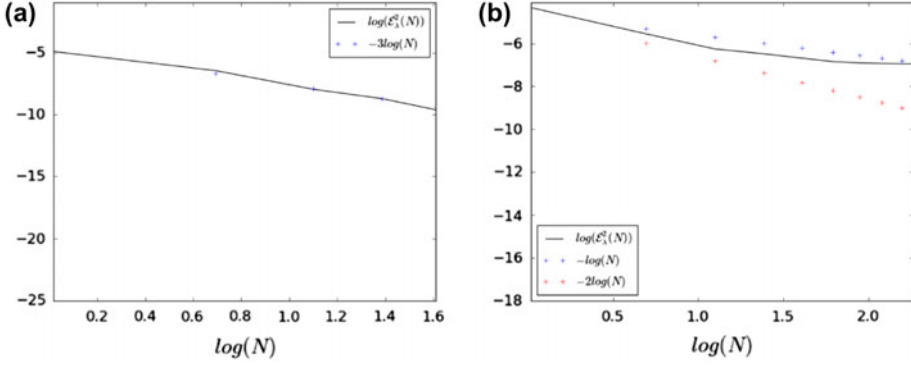 (a)
log(ℰ²_λ(N))
−3log(N)
−5
−10
−15
−20
−25
0.2 0.4 0.6 0.8 1.0 1.2 1.4 1.6
log(N)
(b)
−6
−8
−10
−12
−14
−16
−18
log(ℰ²_λ(N))
−log(N)
−2log(N)
0.5 1.0 1.5 2.0
log(N)